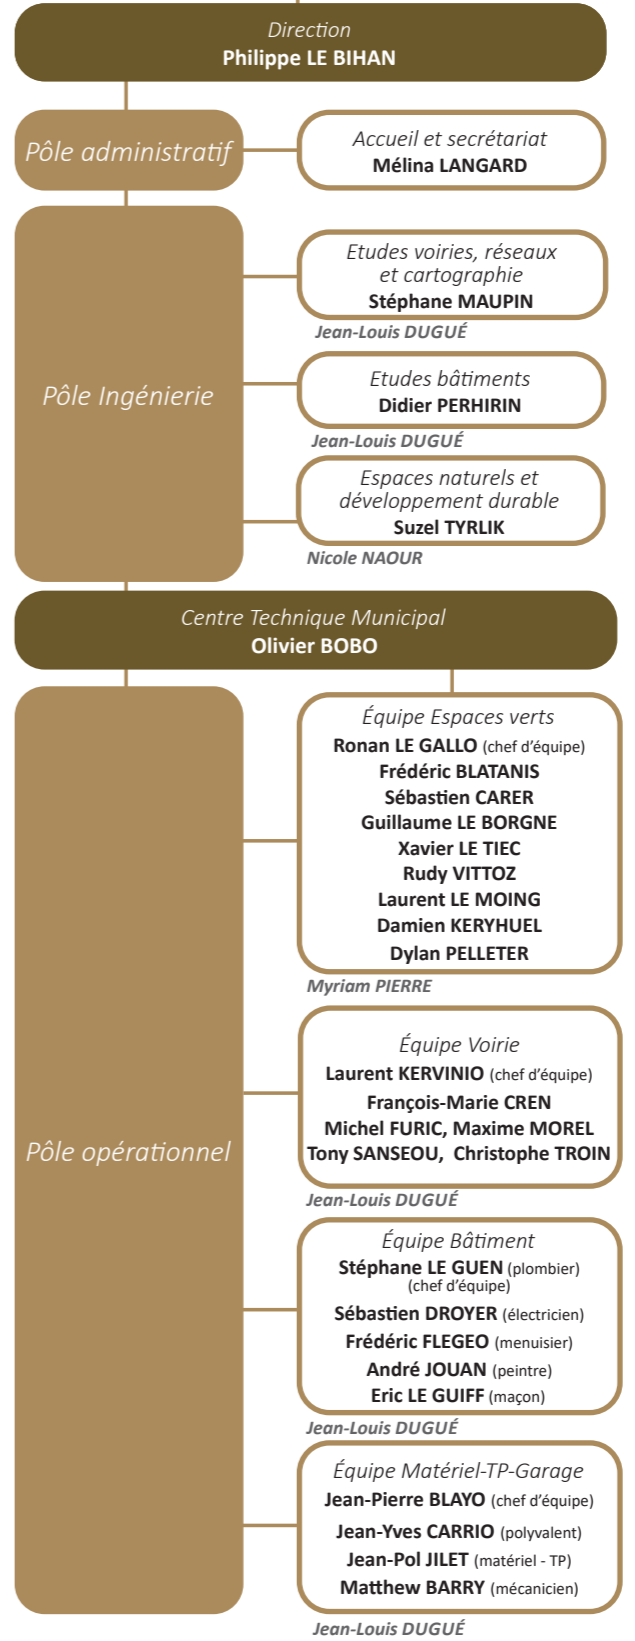 Direction
Philippe LE BIHAN
Pôle administratif
Accueil et secrétariat
Mélina LANGARD
Pôle Ingénierie
Etudes voiries, réseaux
et cartographie
Stéphane MAUPIN
Jean-Louis DUGUÉ
Etudes bâtiments
Didier PERHIRIN
Jean-Louis DUGUÉ
Espaces naturels et
développement durable
Suzel TYRLIK
Nicole NAOUR
Centre Technique Municipal
Olivier BOBO
Pôle opérationnel
Équipe Espaces verts
Ronan LE GALLO (chef d’équipe)
Frédéric BLATANIS
Sébastien CARER
Guillaume LE BORGNE
Xavier LE TIEC
Rudy VITTOZ
Laurent LE MOING
Damien KERYHUEL
Dylan PELLETER
Myriam PIERRE
Équipe Voirie
Laurent KERVINIO (chef d’équipe)
François-Marie CREN
Michel FURIC, Maxime MOREL
Tony SANSEOU, Christophe TROIN
Jean-Louis DUGUÉ
Équipe Bâtiment
Stéphane LE GUEN (plombier)
(chef d’équipe)
Sébastien DROYER (électricien)
Frédéric FLEGEO (menuisier)
André JOUAN (peintre)
Eric LE GUIFF (maçon)
Jean-Louis DUGUÉ
Équipe Matériel-TP-Garage
Jean-Pierre BLAYO (chef d’équipe)
Jean-Yves CARRIO (polyvalent)
Jean-Pol JILET (matériel - TP)
Matthew BARRY (mécanicien)
Jean-Louis DUGUÉ